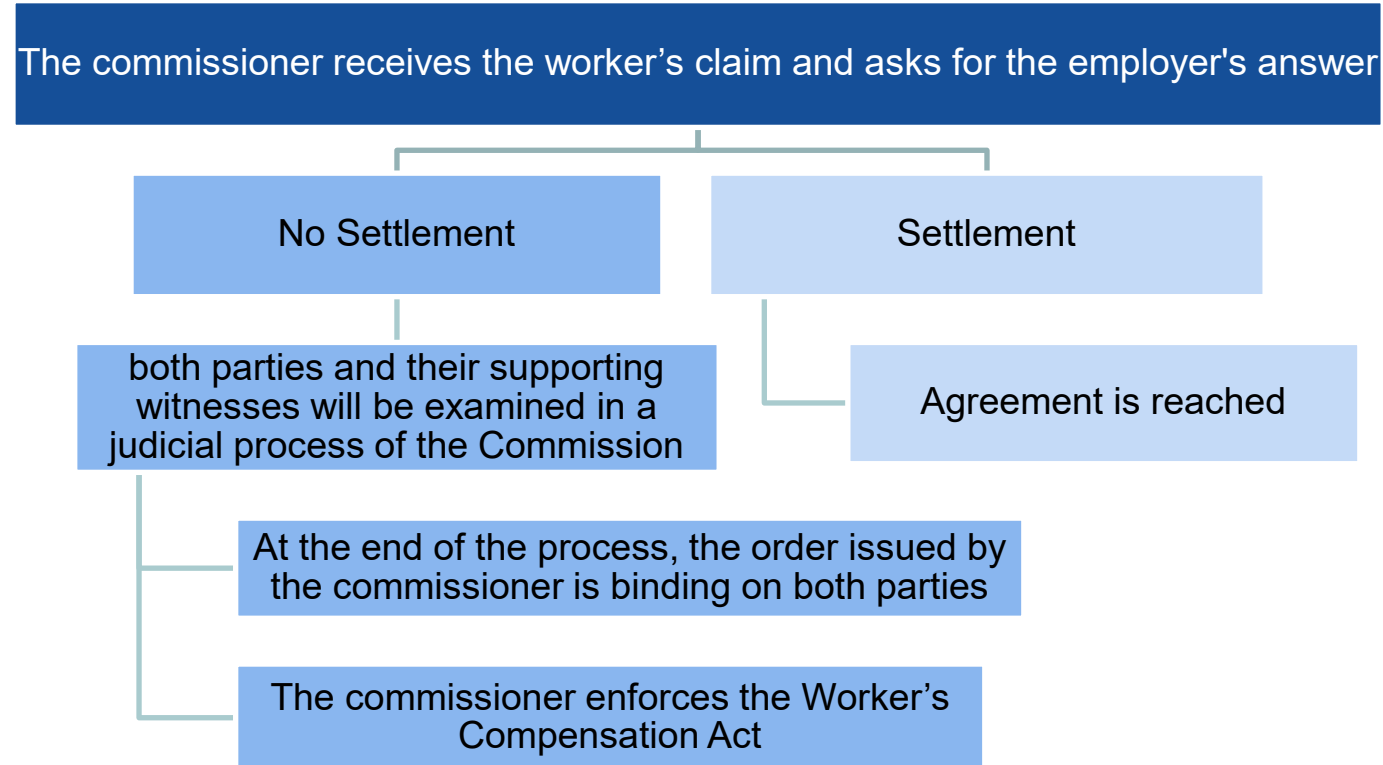 The commissioner receives the worker’s claim and asks for the employer's answer
No Settlement
Settlement
both parties and their supporting
witnesses will be examined in a
judicial process of the Commission
Agreement is reached
At the end of the process, the order issued by
the commissioner is binding on both parties
The commissioner enforces the Worker’s
Compensation Act